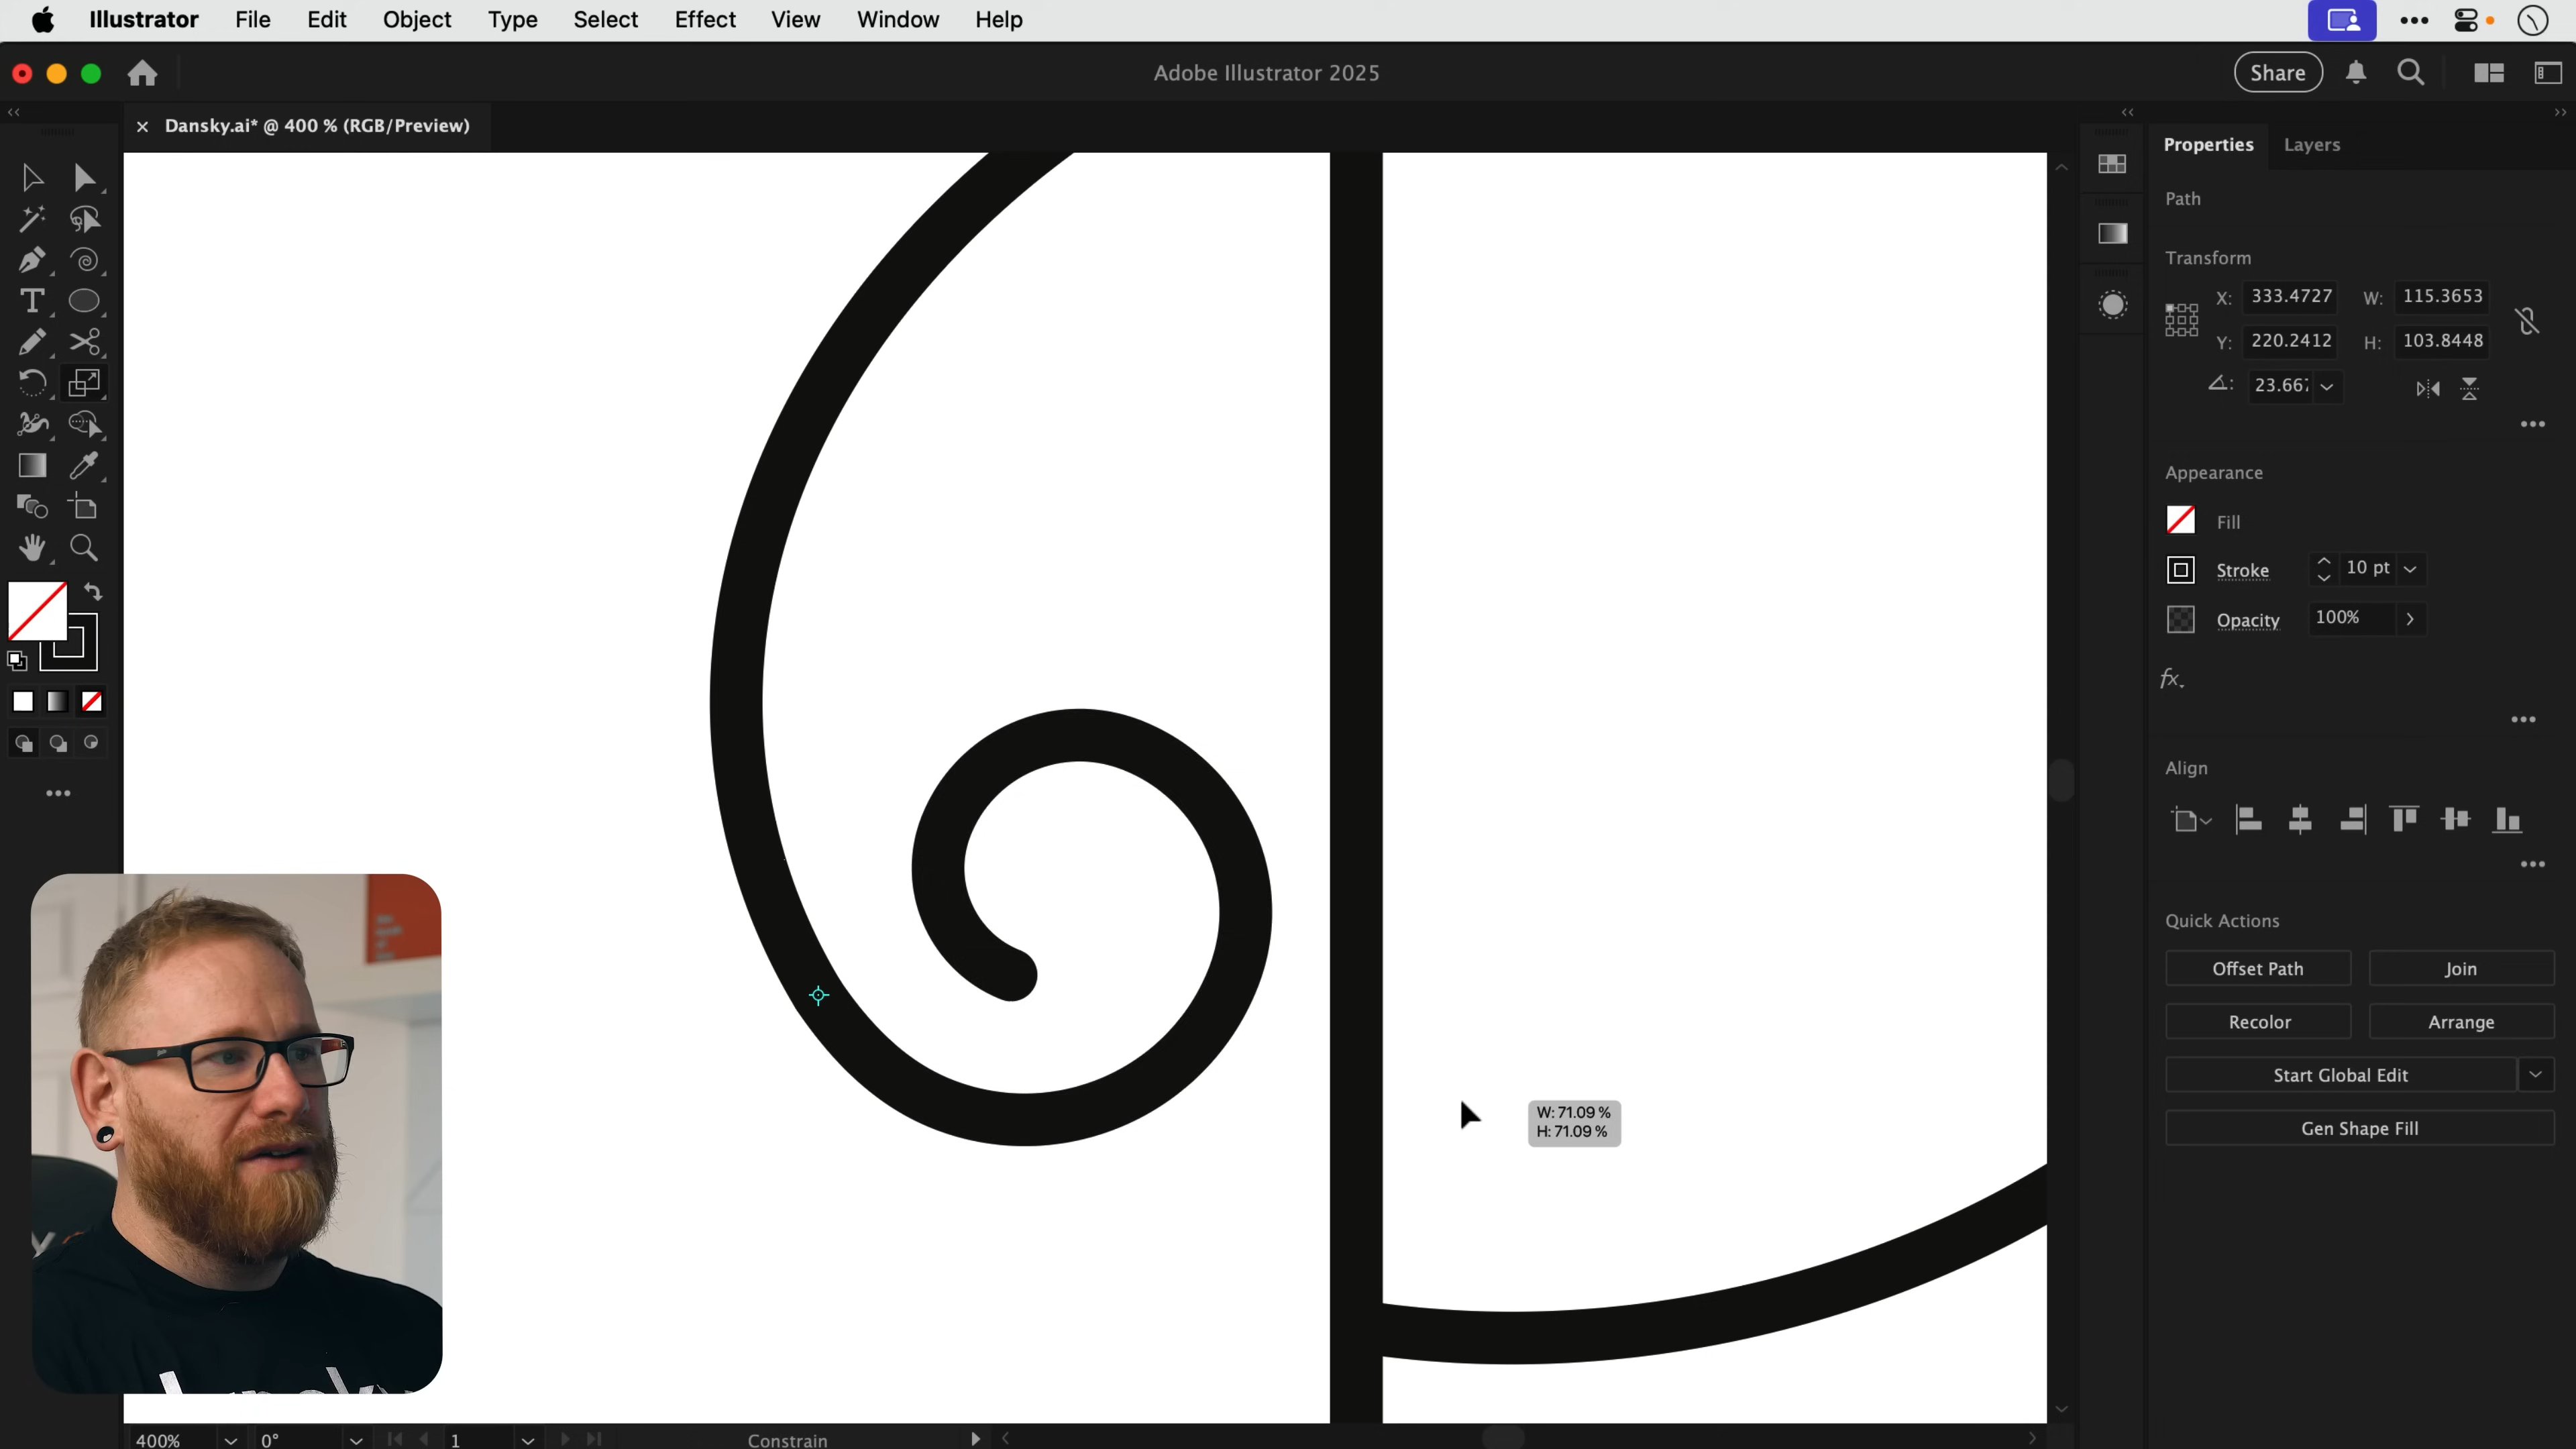 Illustrator File Edit Object Type Select Effect View Window Help
Adobe Illustrator 2025
Share
Dansky.ai* @ 400 % (RGB/Preview)
Properties Layers
Path
Transform
X: 333.4727 W: 115.3653
Y: 220.2412 H: 103.8448
23.66
Appearance
Fill
Stroke 10 pt
Opacity 100%
fx
Align
Quick Actions
Offset Path Join
Recolor Arrange
Start Global Edit
Gen Shape Fill
W: 71.09 %
H: 71.09 %
400% 0° 1 Constrain